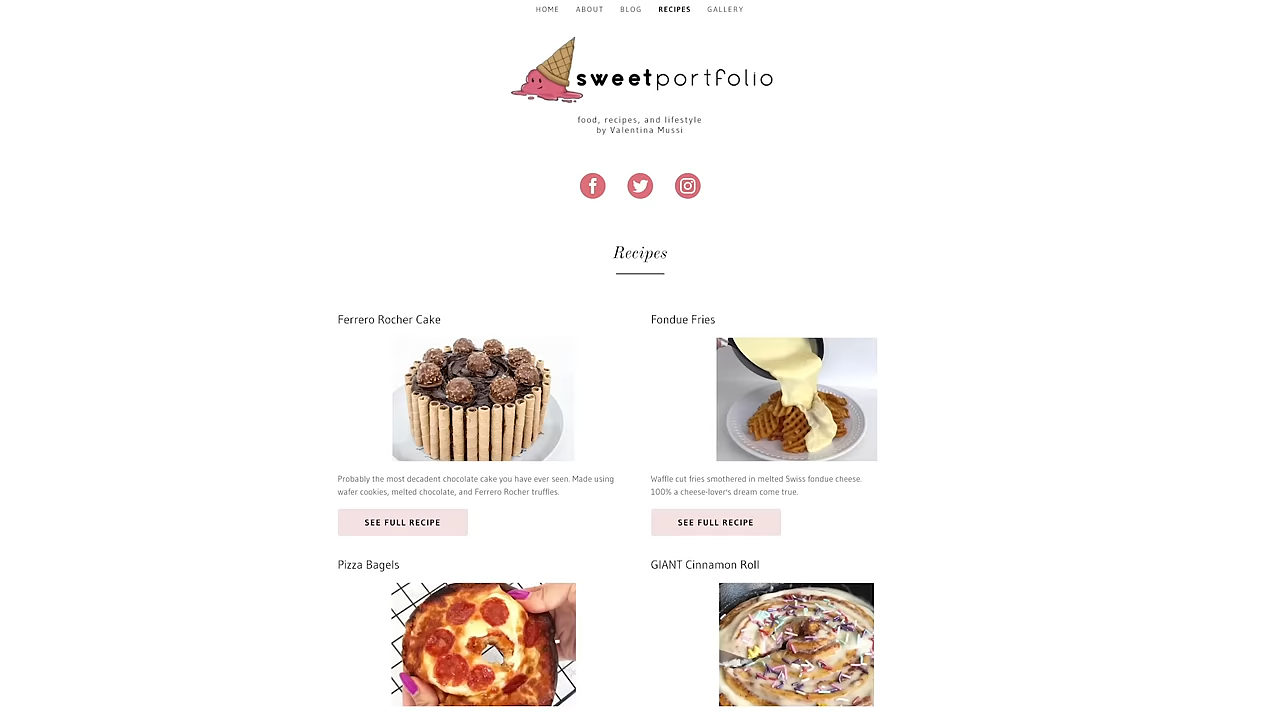 HOME ABOUT BLOG RECIPES GALLERY
sweetportfolio
food, recipes, and lifestyle
by Valentina Mussi
Recipes
Ferrero Rocher Cake
Probably the most decadent chocolate cake you have ever seen. Made using
wafer cookies, melted chocolate, and Ferrero Rocher truffles.
SEE FULL RECIPE
Fondue Fries
Waffle cut fries smothered in melted Swiss fondue cheese.
100% a cheese-lover's dream come true.
SEE FULL RECIPE
Pizza Bagels
GIANT Cinnamon Roll